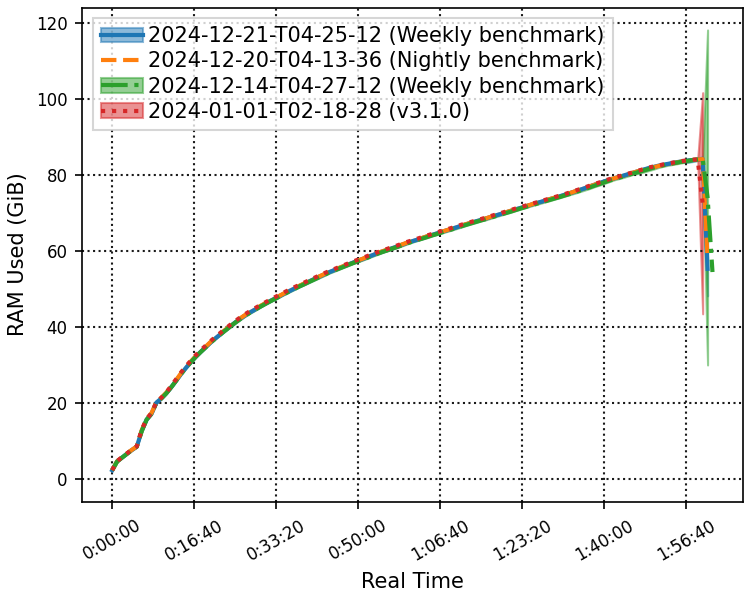 120
100
80
60
40
20
0
RAM Used (GiB)
2024-12-21-T04-25-12 (Weekly benchmark)
2024-12-20-T04-13-36 (Nightly benchmark)
2024-12-14-T04-27-12 (Weekly benchmark)
2024-01-01-T02-18-28 (v3.1.0)
0:00:00
0:16:40
0:33:20
0:50:00
1:06:40
1:23:20
1:40:00
1:56:40
Real Time